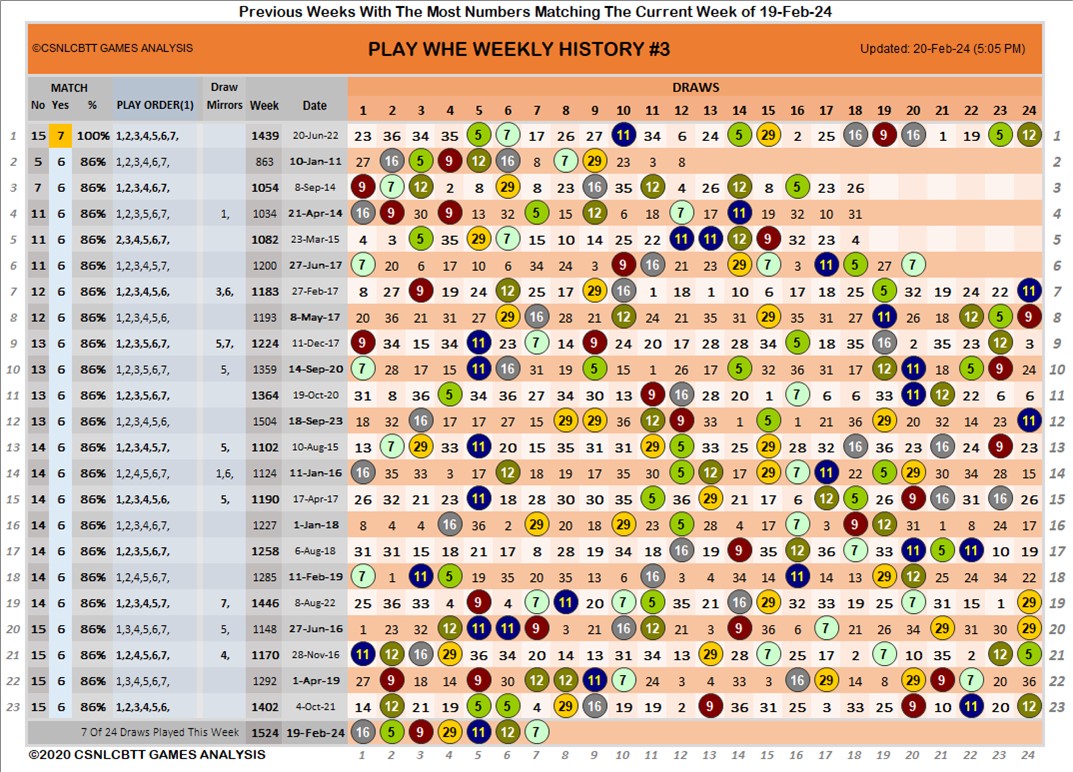 Previous Weeks With The Most Numbers Matching The Current Week of 19-Feb-24
©CSNLCBTT GAMES ANALYSIS PLAY WHE WEEKLY HISTORY #3 Updated: 20-Feb-24 (5:05 PM)
MATCH Draw DRAWS
No Yes % PLAY ORDER(1) Mirrors Week Date 1 2 3 4 5 6 7 8 9 10 11 12 13 14 15 16 17 18 19 20 21 22 23 24
1 15 7 100% 1,2,3,4,5,6,7, 1439 20-Jun-22 23 36 34 35 5 7 17 26 27 11 34 6 24 5 29 2 25 16 9 16 1 19 5 12 1
2 5 6 86% 1,2,3,4,6,7, 863 10-Jan-11 27 16 5 9 12 16 8 7 29 23 3 8 2
3 7 6 86% 1,2,3,4,6,7, 1054 8-Sep-14 9 7 12 2 8 29 8 23 16 35 12 4 26 12 8 5 23 26 3
4 11 6 86% 1,2,3,5,6,7, 1, 1034 21-Apr-14 16 9 30 9 13 32 7 15 12 6 18 7 17 11 19 32 10 31 4
5 11 6 86% 2,3,4,5,6,7, 1082 23-Mar-15 4 3 5 35 29 7 15 10 14 25 22 11 11 12 9 32 23 4 5
6 11 6 86% 1,2,3,4,5,7, 1200 27-Jun-17 7 20 6 17 10 6 34 24 3 9 16 21 23 29 7 3 11 5 27 7 6
7 12 6 86% 1,2,3,4,5,6, 3,6, 1183 27-Feb-17 8 27 9 19 24 12 25 17 29 16 1 18 1 10 6 17 18 25 5 32 19 24 22 11 7
8 12 6 86% 1,2,3,4,5,6, 1193 8-May-17 20 36 21 31 27 29 16 28 21 12 24 21 35 31 29 35 31 27 11 26 18 12 5 9 8
9 13 6 86% 1,2,3,5,6,7, 5,7, 1224 11-Dec-17 9 34 15 34 11 23 7 14 9 24 20 17 28 28 34 5 18 35 16 2 35 23 12 3 9
10 13 6 86% 1,2,3,5,6,7, 5, 1359 14-Sep-20 7 28 17 15 11 16 31 19 5 15 1 26 17 5 32 36 31 17 12 11 18 5 9 24 10
11 13 6 86% 1,2,3,5,6,7, 1364 19-Oct-20 31 8 36 5 34 36 27 34 30 13 9 16 28 20 1 7 6 6 33 11 12 22 6 6 11
12 13 6 86% 1,2,3,4,5,6, 1504 18-Sep-23 18 32 16 17 17 27 15 29 29 36 12 9 33 1 5 1 21 36 29 20 32 14 23 11 12
13 14 6 86% 1,2,3,4,5,7, 5, 1102 10-Aug-15 13 7 29 33 11 20 15 35 31 31 29 5 33 25 29 28 32 16 36 23 16 24 9 23 13
14 14 6 86% 1,2,4,5,6,7, 1,6, 1124 11-Jan-16 16 35 33 3 17 12 18 19 17 35 30 5 12 17 29 7 11 22 5 29 30 34 28 15 14
15 14 6 86% 1,2,3,4,5,6, 5, 1190 17-Apr-17 26 32 21 23 11 18 28 30 30 35 5 36 29 21 17 6 12 5 26 9 16 31 16 26 15
16 14 6 86% 1,2,3,4,6,7, 1227 1-Jan-18 8 4 4 16 36 2 29 20 18 29 23 5 28 4 17 7 3 9 12 31 1 8 24 17 16
17 14 6 86% 1,2,3,5,6,7, 1258 6-Aug-18 31 31 15 18 21 17 8 28 19 34 18 16 19 9 35 12 36 7 33 11 5 11 10 19 17
18 14 6 86% 1,2,4,5,6,7, 1285 11-Feb-19 7 1 11 5 19 35 20 35 13 6 16 3 4 34 15 11 14 13 29 12 25 24 34 22 18
19 14 6 86% 1,2,3,4,5,7, 7, 1446 8-Aug-22 25 36 33 4 9 4 7 11 20 7 5 35 21 16 29 32 33 19 25 7 31 15 1 29 19
20 15 6 86% 1,3,4,5,6,7, 5, 1148 27-Jun-16 1 23 32 12 11 11 9 3 21 16 12 21 3 9 36 6 7 21 26 34 29 31 30 29 20
21 15 6 86% 1,2,4,5,6,7, 4, 1170 28-Nov-16 11 12 16 29 36 34 20 14 13 31 34 13 29 28 7 25 17 2 7 10 35 2 12 5 21
22 15 6 86% 1,3,4,5,6,7, 1292 1-Apr-19 27 9 18 14 9 30 12 12 11 7 24 3 4 33 3 16 29 14 8 29 9 7 20 36 22
23 15 6 86% 1,2,3,4,5,6, 1402 4-Oct-21 14 12 21 19 5 5 4 29 16 19 19 2 9 36 31 25 3 33 25 9 10 11 20 12 23
7 Of 24 Draws Played This Week 1524 19-Feb-24 16 5 9 29 11 12 7
©2020 CSNLCBTT GAMES ANALYSIS 1 2 3 4 5 6 7 8 9 10 11 12 13 14 15 16 17 18 19 20 21 22 23 24